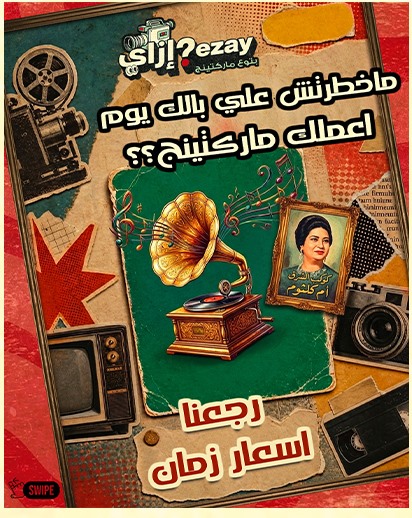 إزاي؟ezay
بتوع ماركتينج
ماخطرتش علي بالك يوم
اعملك ماركتينج؟؟
كوكب الشرق
أم كلثوم
رجعنا
اسعار زمان
SWIPE